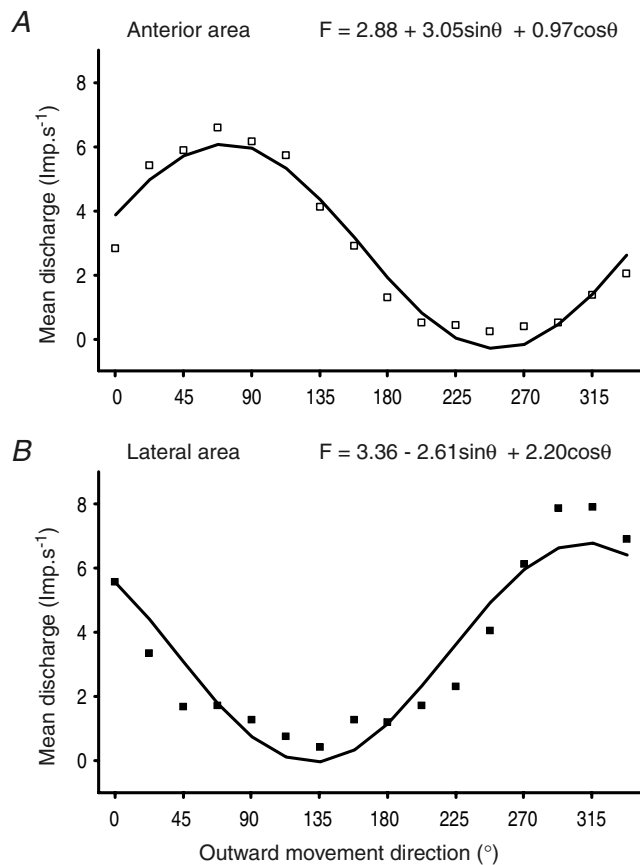 A Anterior area F = 2.88 + 3.05sinθ + 0.97cosθ
Mean discharge (Imp.s⁻¹)
8
6
4
2
0
0 45 90 135 180 225 270 315
B Lateral area F = 3.36 - 2.61sinθ + 2.20cosθ
Mean discharge (Imp.s⁻¹)
8
6
4
2
0
0 45 90 135 180 225 270 315
Outward movement direction (°)